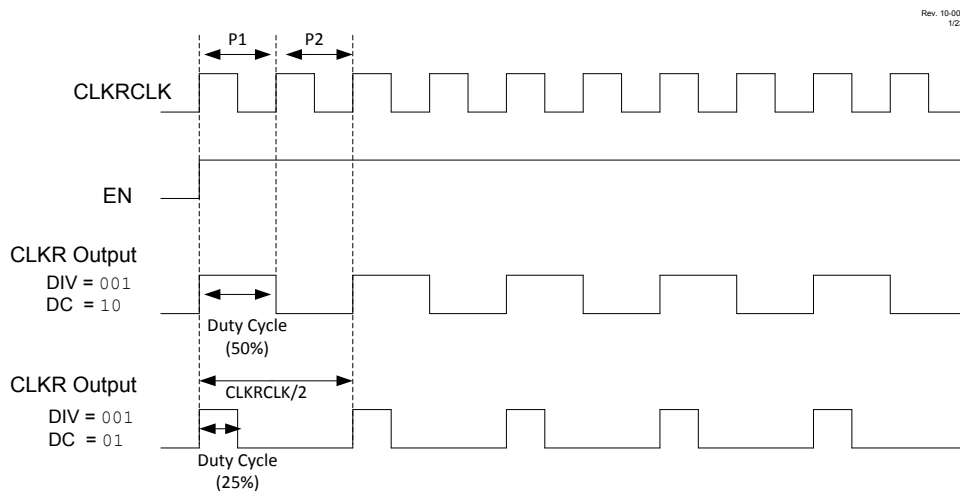 Rev. 10-00
1/23
P1 P2
CLKRCLK
EN
CLKR Output
DIV = 001
DC = 10
Duty Cycle
(50%)
CLKR Output
CLKRCLK/2
DIV = 001
DC = 01
Duty Cycle
(25%)